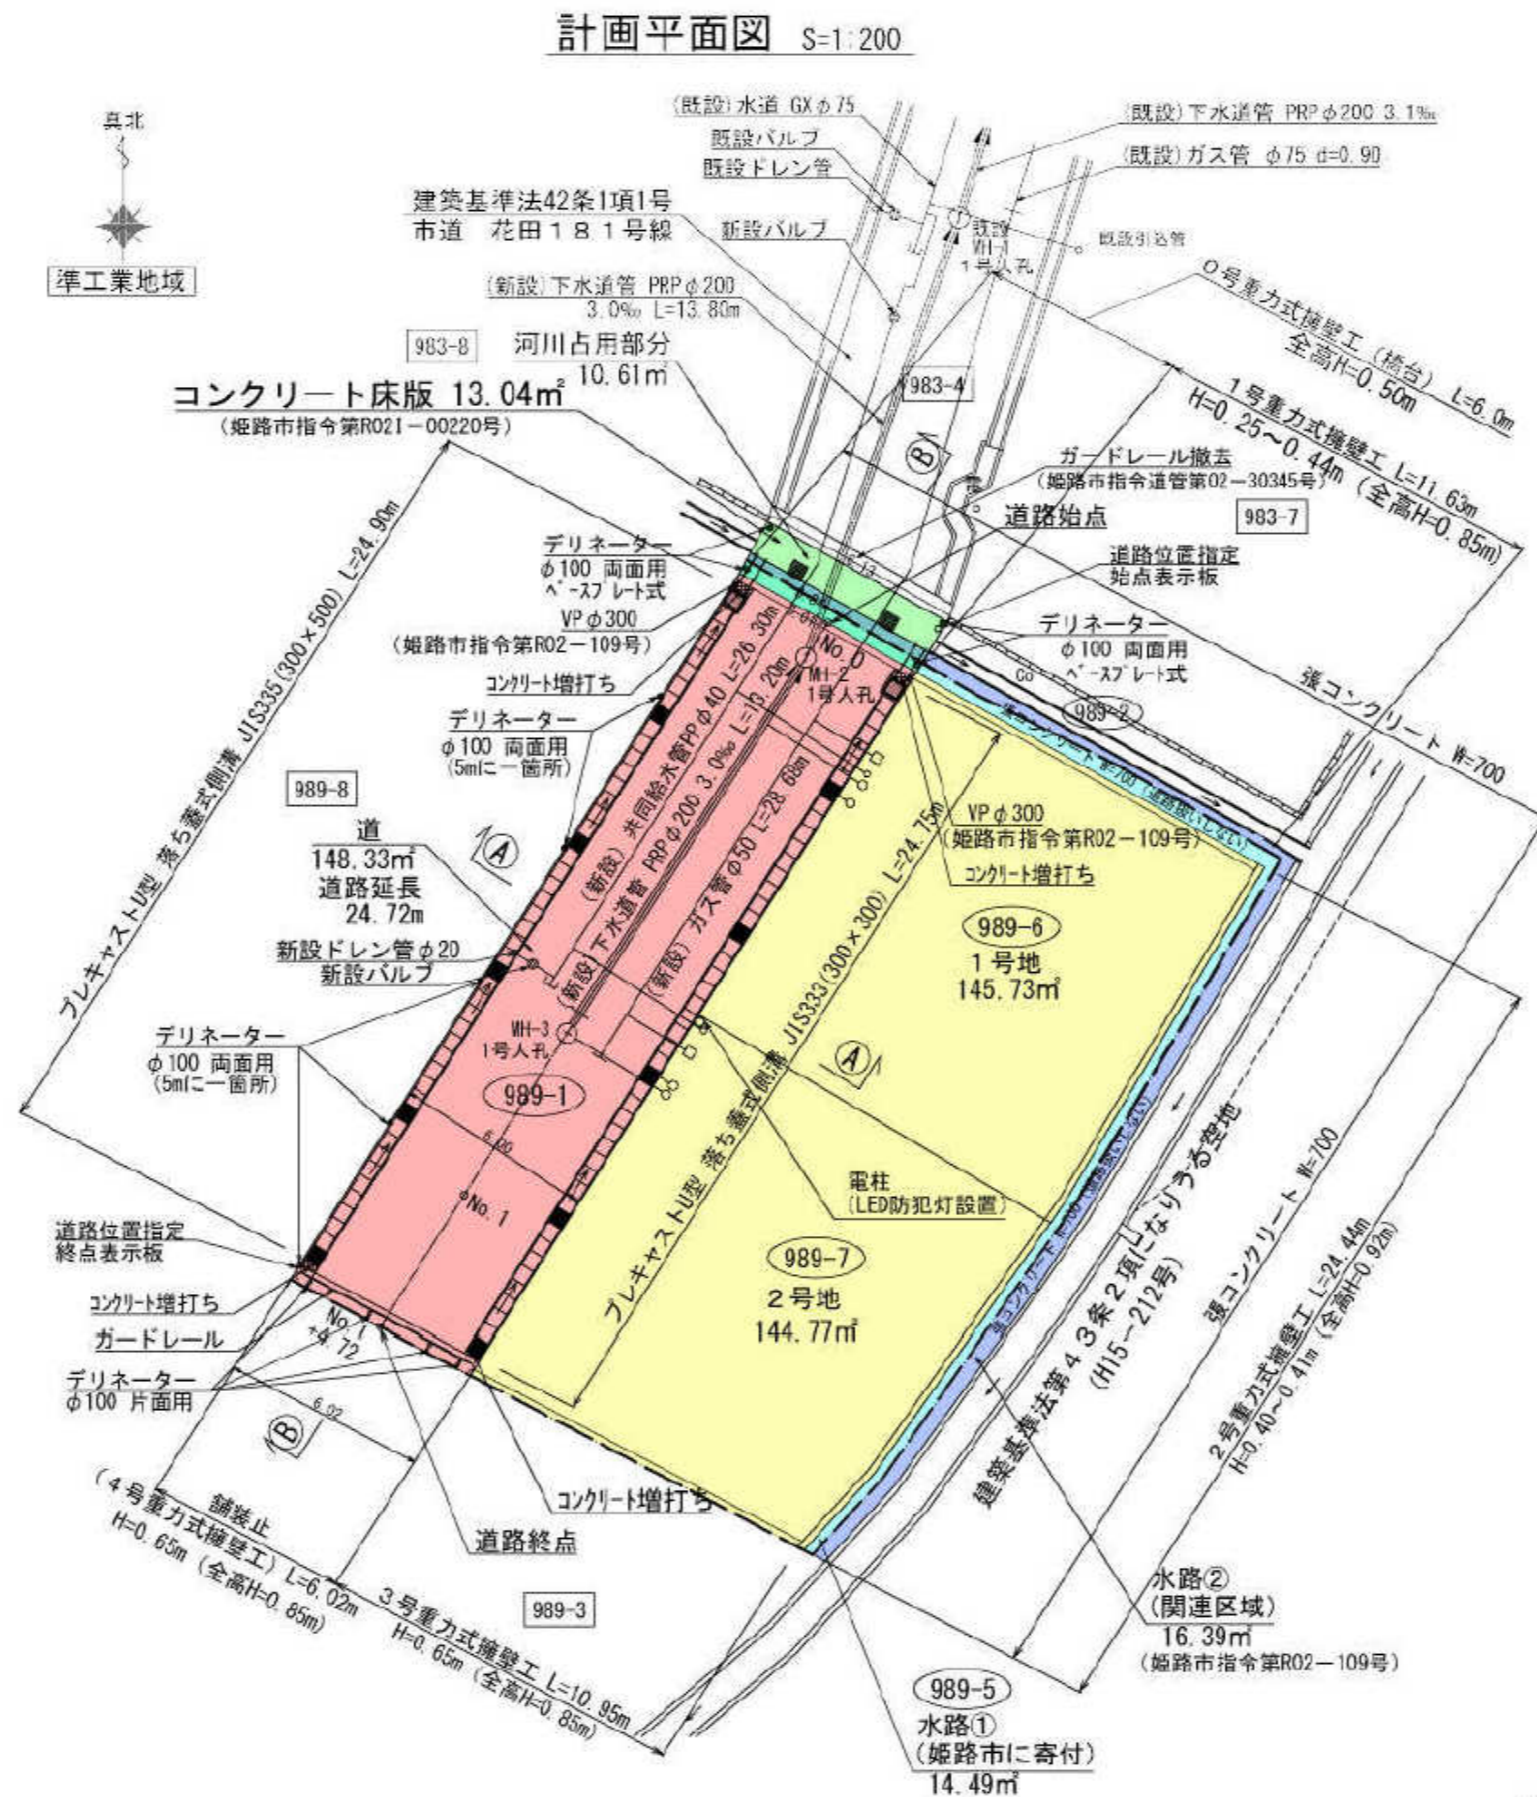 計画平面図 S=1:200
真北
準工業地域
(既設)水道 GXφ75
既設バルブ
既設ドレン管
(既設)下水道管 PRPφ200 3.1‰
(既設)ガス管 φ75 d=0.90
建築基準法42条1項1号
市道 花田181号線
新設バルブ
既設
MH-1
1号人孔
既設引込管
(新設)下水道管 PRPφ200
3.0‰ L=13.80m
0号重力式擁壁工(橋台) L=6.0m
全高H=0.50m
983-8
河川占用部分
10.61㎡
983-4
1号重力式擁壁工 L=11.63m
H=0.25～0.44m (全高H=0.85m)
コンクリート床版 13.04㎡
(姫路市指令第R021-00220号)
B
ガードレール撤去
(姫路市指令道管第02-30345号)
983-7
道路始点
道路位置指定
始点表示板
デリネーター
φ100 両面用
ベースプレート式
6.13
VPφ300
(姫路市指令第R02-109号)
コンクリート増打ち
デリネーター
φ100 両面用
ベースプレート式
Co
989-2
張コンクリート W=700
張コンクリート W=700(道路扱いしない)
プレキャストU型 落ち蓋式側溝 JIS335(300×500) L=24.90m
デリネーター
φ100 両面用
(5mに一箇所)
No.0
MH-2
1号人孔
(新設) 共同給水管PPφ40 L=26.30m
(新設)下水道管 PRPφ200 3.0‰ L=13.20m
(新設) ガス管φ50 L=28.68m
989-8
道
148.33㎡
道路延長
24.72m
A
VPφ300
(姫路市指令第R02-109号)
コンクリート増打ち
プレキャストU型 落ち蓋式側溝 JIS333(300×300) L=24.75m
989-6
1号地
145.73㎡
新設ドレン管φ20
新設バルブ
デリネーター
φ100 両面用
(5mに一箇所)
MH-3
1号人孔
989-1
6.00
A
No.1
電柱
(LED防犯灯設置)
989-7
2号地
144.77㎡
建築基準法第43条2項になりうる空地
(H15-212号)
張コンクリート W=700
2号重力式擁壁工 L=24.44m
H=0.40～0.41m (全高H=0.92m)
道路位置指定
終点表示板
コンクリート増打ち
ガードレール
デリネーター
φ100 片面用
No.1
+4.72
6.02
B
コンクリート増打ち
道路終点
舗装止
(4号重力式擁壁工) L=6.02m
H=0.65m (全高H=0.85m)
3号重力式擁壁工 L=10.95m
H=0.65m (全高H=0.85m)
989-3
水路②
(関連区域)
16.39㎡
(姫路市指令第R02-109号)
989-5
水路①
(姫路市に寄付)
14.49㎡